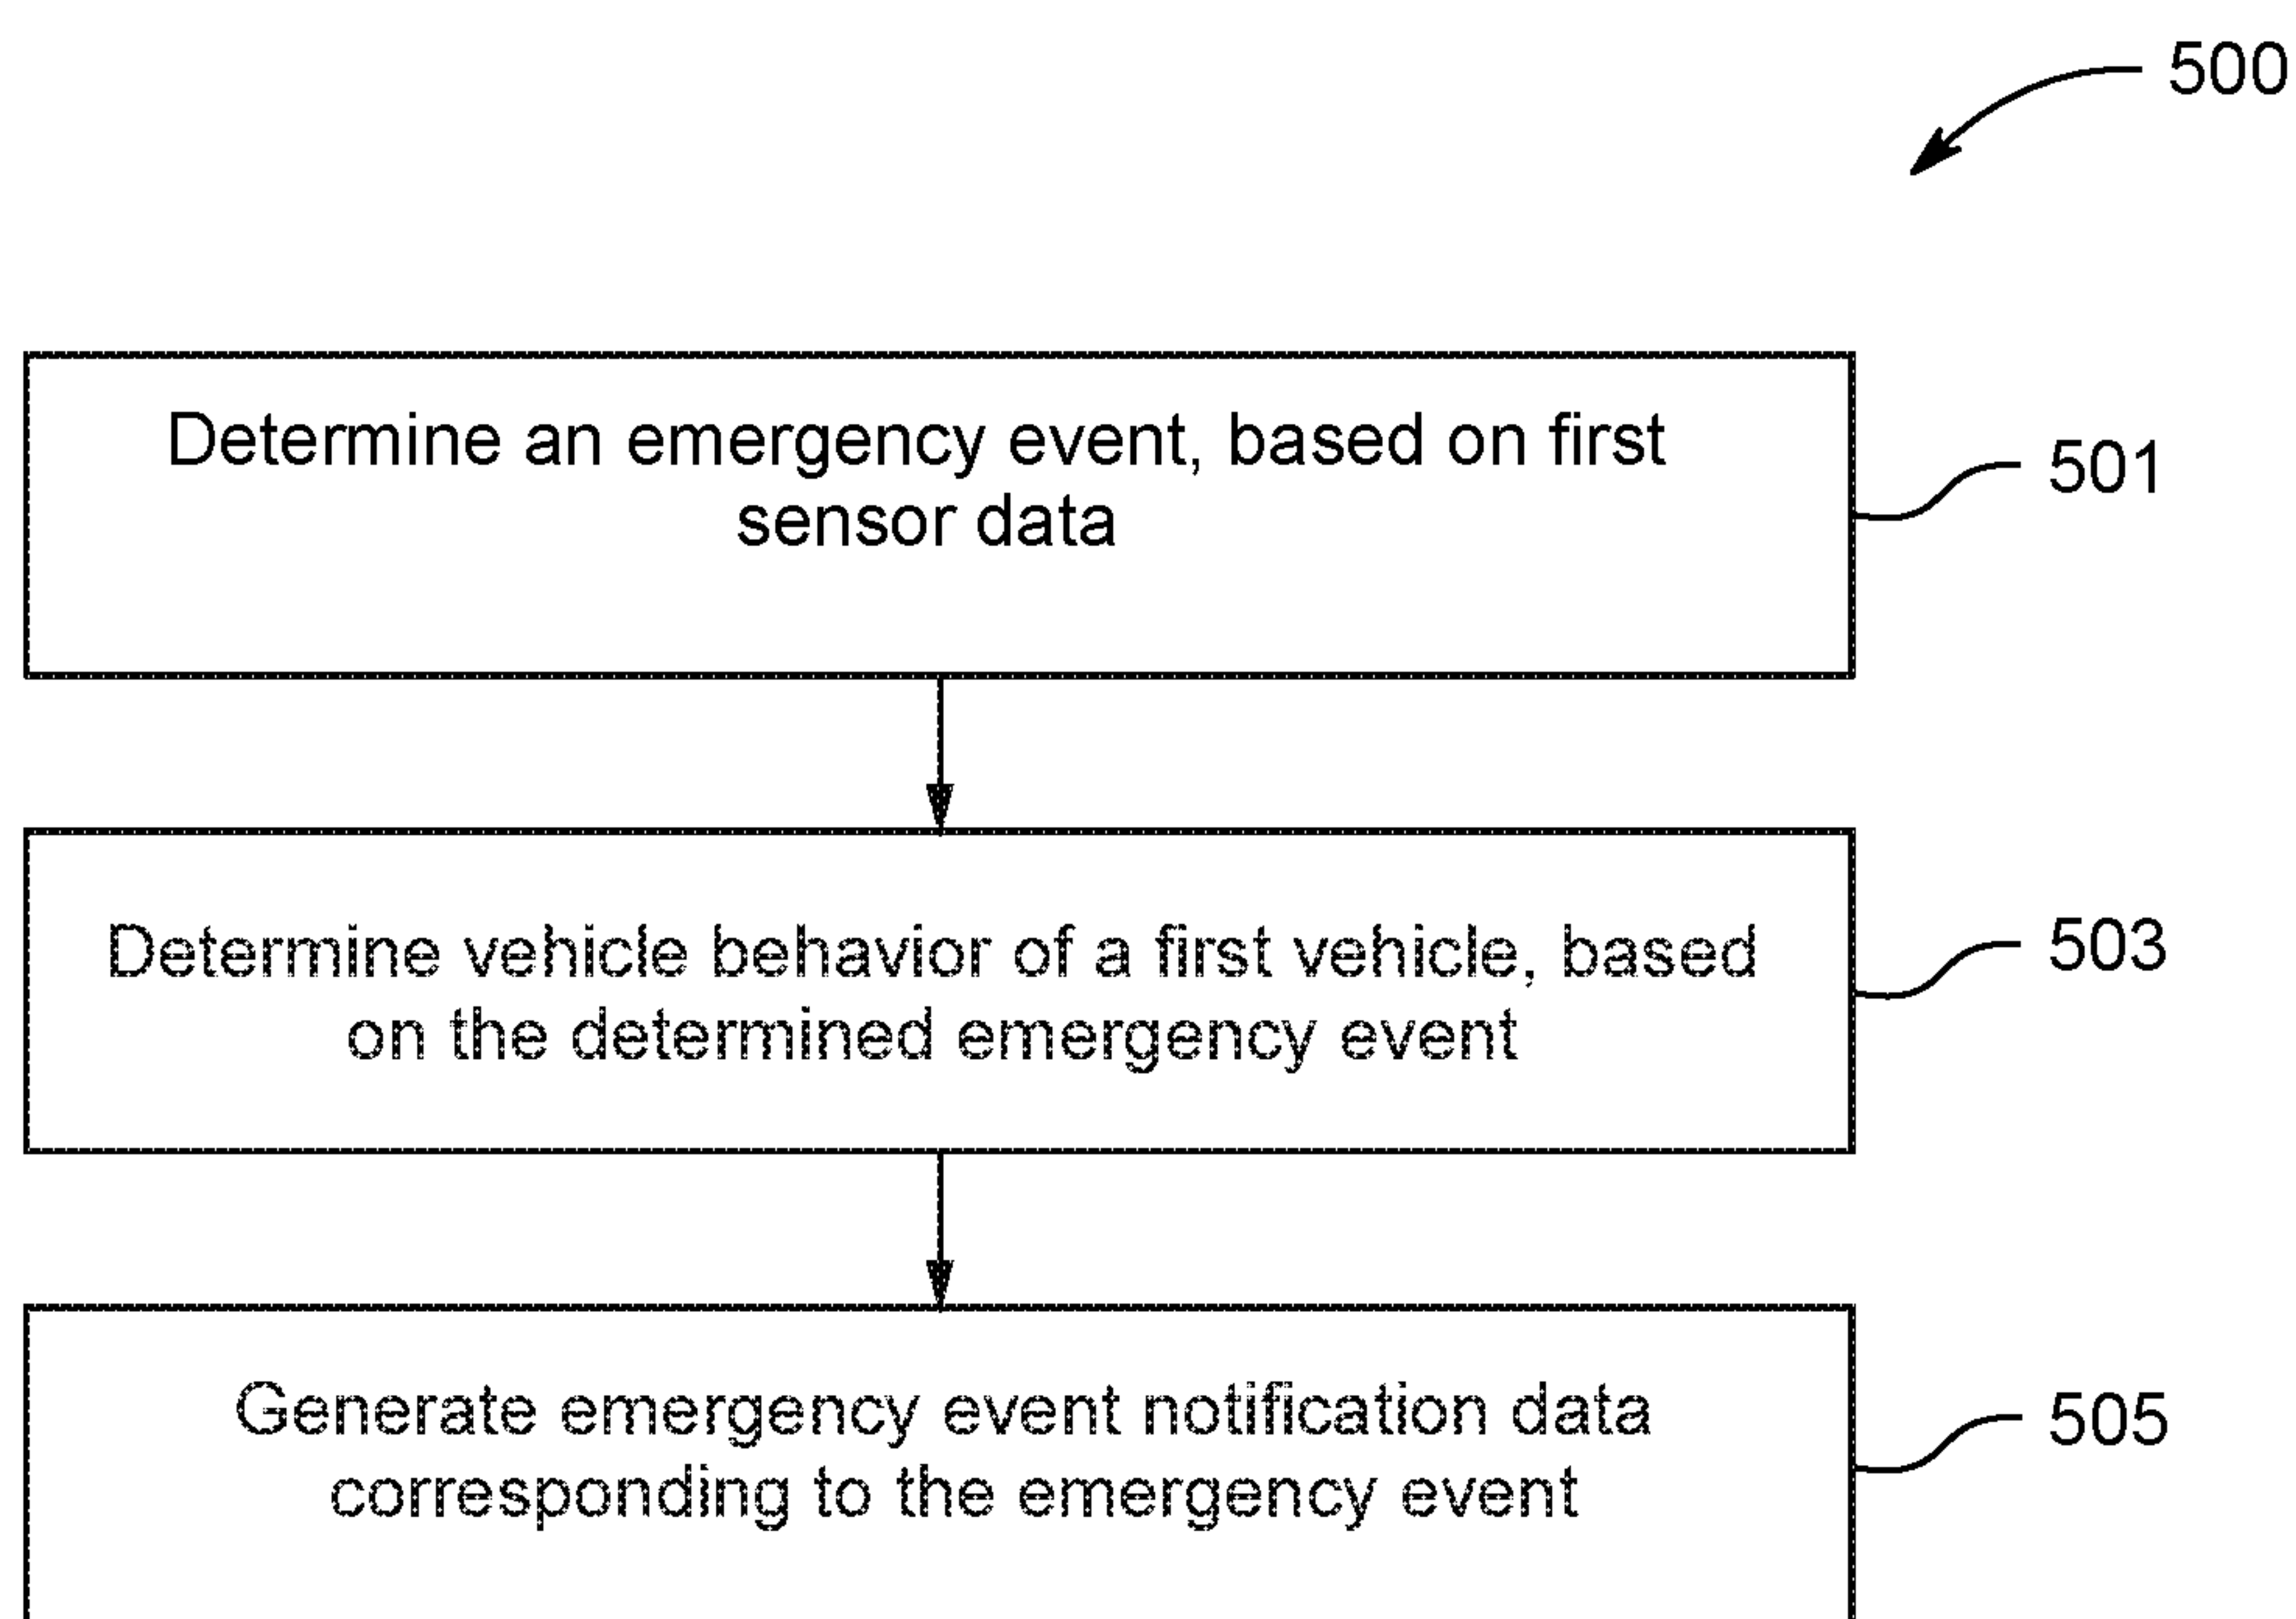 500
Determine an emergency event, based on first
sensor data
501
Determine vehicle behavior of a first vehicle, based
on the determined emergency event
503
Generate emergency event notification data
corresponding to the emergency event
505